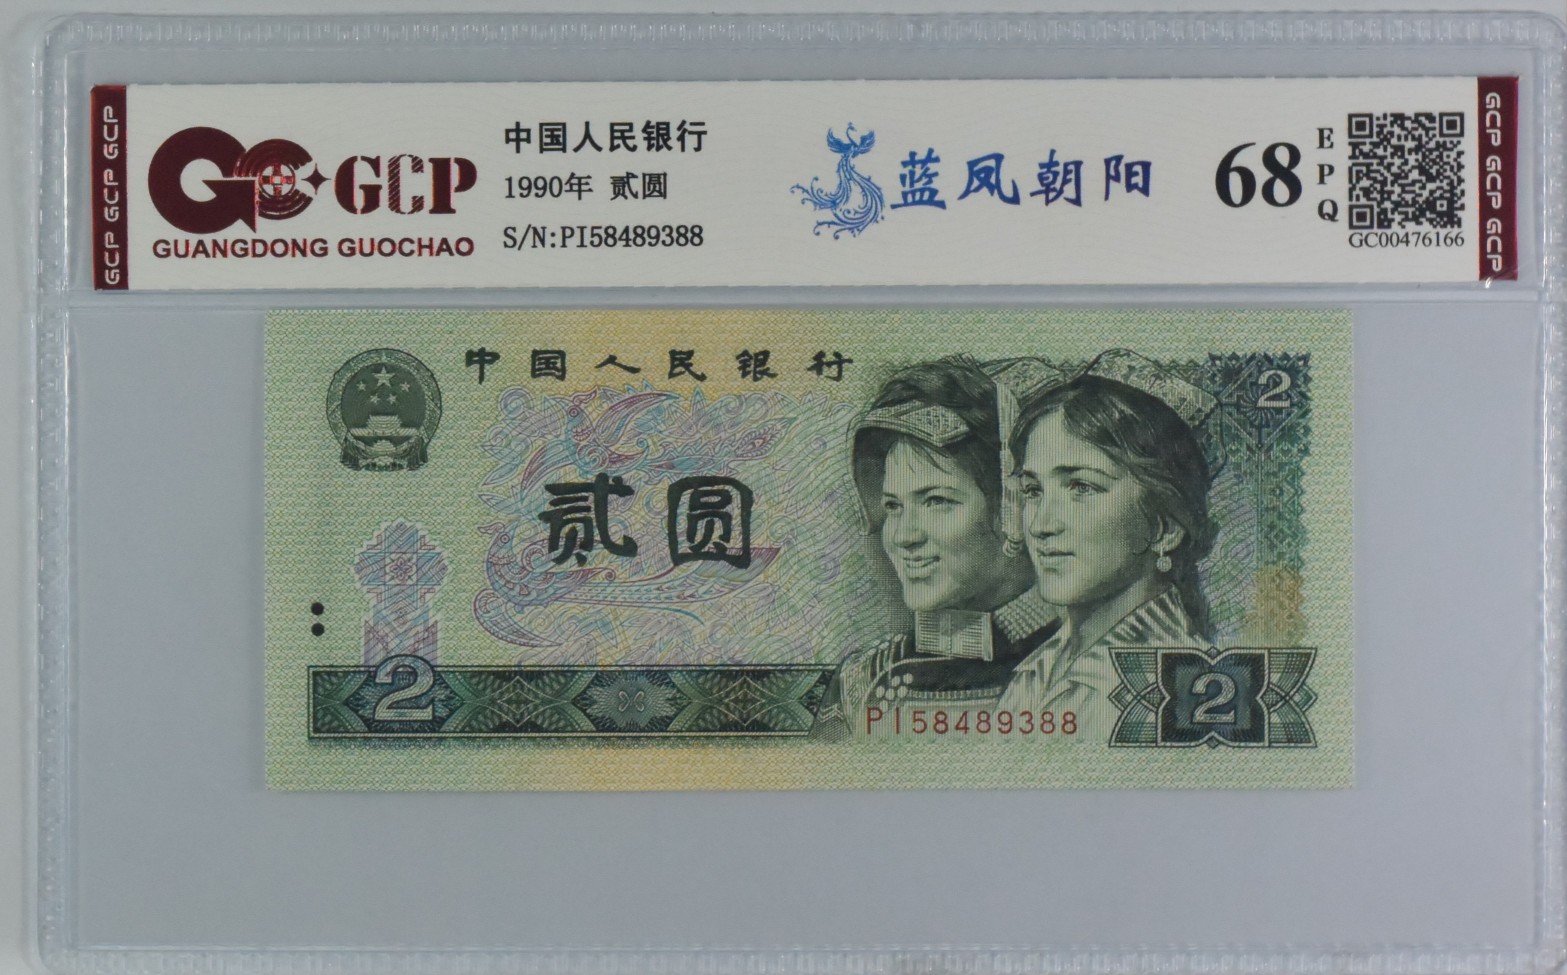 GCP GCP GCP
GCP
GUANGDONG GUOCHAO
中国人民银行
1990年 贰圆
S/N:PI58489388
蓝凤朝阳
68
EPQ
GC00476166
GCP GCP GCP
中国人民银行
2
贰圆
2
PI58489388
2